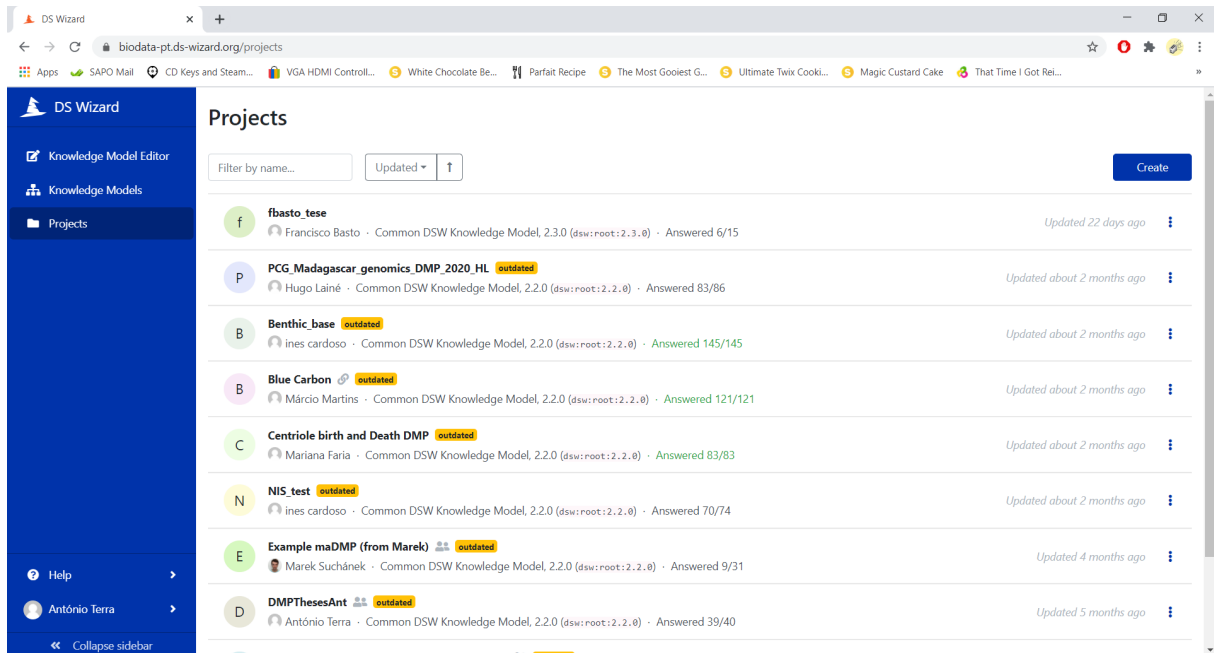 DS Wizard
biodata-pt.ds-wizard.org/projects
Apps SAPO Mail CD Keys and Steam... VGA HDMI Controll... White Chocolate Be... Parfait Recipe The Most Gooiest G... Ultimate Twix Cooki... Magic Custard Cake That Time I Got Rei... »
DS Wizard
Knowledge Model Editor
Knowledge Models
Projects
Help
António Terra
Collapse sidebar
Projects
Filter by name... Updated Create
f fbasto_tese
Francisco Basto · Common DSW Knowledge Model, 2.3.0 (dsw:root:2.3.0) · Answered 6/15 Updated 22 days ago
P PCG_Madagascar_genomics_DMP_2020_HL outdated
Hugo Lainé · Common DSW Knowledge Model, 2.2.0 (dsw:root:2.2.0) · Answered 83/86 Updated about 2 months ago
B Benthic_base outdated
ines cardoso · Common DSW Knowledge Model, 2.2.0 (dsw:root:2.2.0) · Answered 145/145 Updated about 2 months ago
B Blue Carbon outdated
Márcio Martins · Common DSW Knowledge Model, 2.2.0 (dsw:root:2.2.0) · Answered 121/121 Updated about 2 months ago
C Centriole birth and Death DMP outdated
Mariana Faria · Common DSW Knowledge Model, 2.2.0 (dsw:root:2.2.0) · Answered 83/83 Updated about 2 months ago
N NIS_test outdated
ines cardoso · Common DSW Knowledge Model, 2.2.0 (dsw:root:2.2.0) · Answered 70/74 Updated about 2 months ago
E Example maDMP (from Marek) outdated
Marek Suchánek · Common DSW Knowledge Model, 2.2.0 (dsw:root:2.2.0) · Answered 9/31 Updated 4 months ago
D DMPThesesAnt outdated
António Terra · Common DSW Knowledge Model, 2.2.0 (dsw:root:2.2.0) · Answered 39/40 Updated 5 months ago